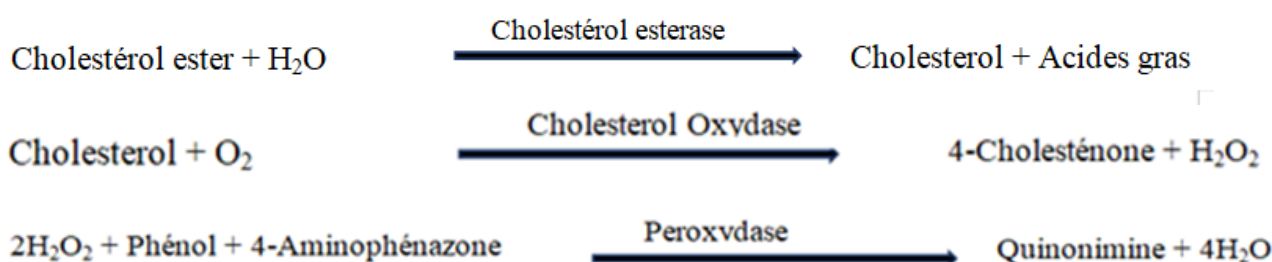 Cholestérol esterase
Cholestérol ester + H₂O Cholesterol + Acides gras
Cholesterol Oxydase
Cholesterol + O₂ 4-Cholesténone + H₂O₂
Peroxydase
2H₂O₂ + Phénol + 4-Aminophénazone Quinonimine + 4H₂O